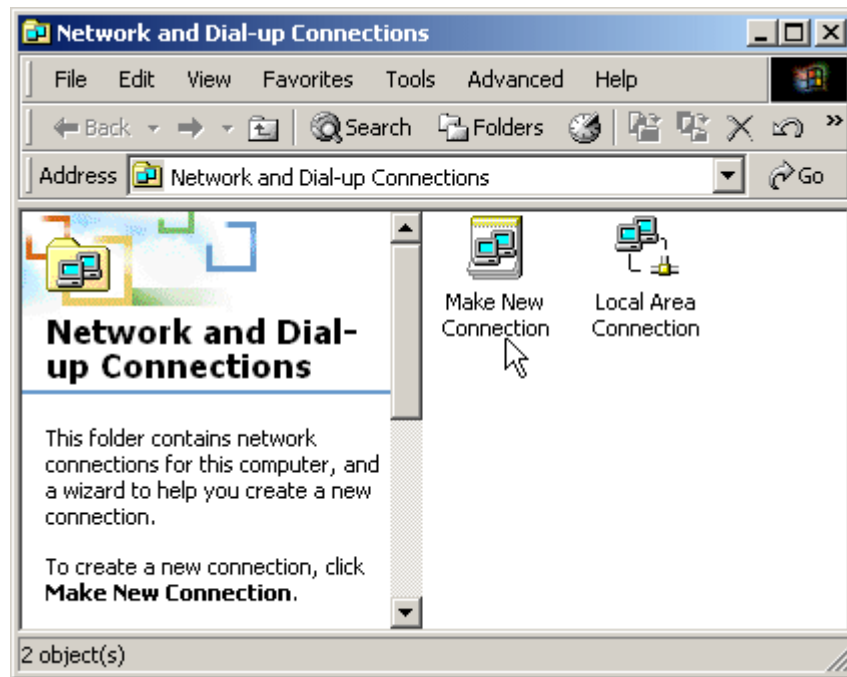 Network and Dial-up Connections
File Edit View Favorites Tools Advanced Help
Back Search Folders »
Address Network and Dial-up Connections Go
Network and Dial-
up Connections
This folder contains network
connections for this computer, and
a wizard to help you create a new
connection.
To create a new connection, click
Make New Connection.
Make New
Connection
Local Area
Connection
2 object(s)